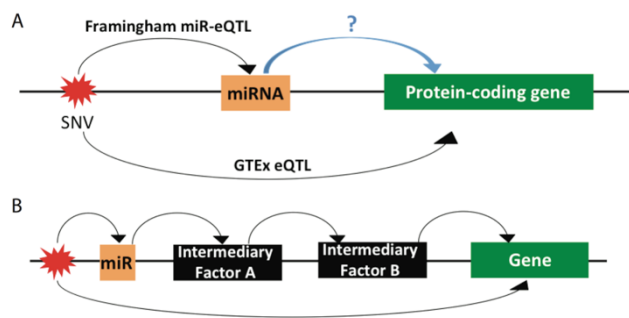 A
Framingham miR-eQTL
?
miRNA
Protein-coding gene
SNV
GTEx eQTL
B
miR
Intermediary
Factor A
Intermediary
Factor B
Gene